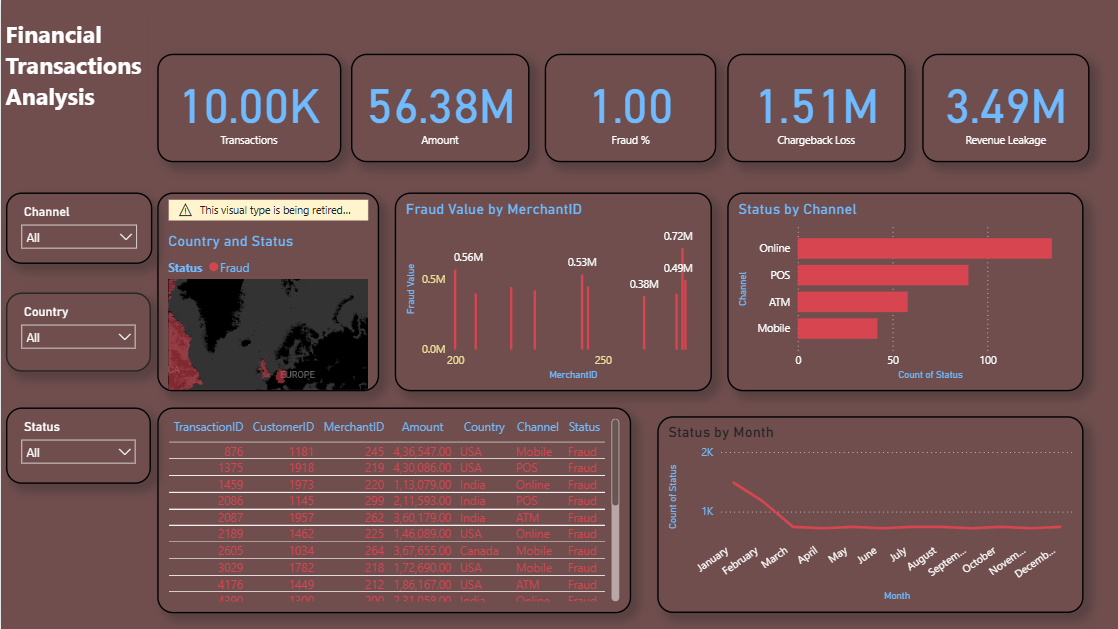 Financial
Transactions
Analysis
10.00K
Transactions
56.38M
Amount
1.00
Fraud %
1.51M
Chargeback Loss
3.49M
Revenue Leakage
Channel
All
Country
All
Status
All
This visual type is being retired...
Country and Status
Status Fraud
EUROPE
Fraud Value by MerchantID
Fraud Value
0.5M
0.0M
0.56M
0.53M
0.38M
0.72M
0.49M
200 250
MerchantID
Status by Channel
Channel
Online
POS
ATM
Mobile
0 50 100
Count of Status
TransactionID CustomerID MerchantID Amount Country Channel Status
876 1181 245 4,36,547.00 USA Mobile Fraud
1375 1918 219 4,30,086.00 USA POS Fraud
1459 1973 220 1,13,079.00 India Online Fraud
2086 1145 299 2,11,593.00 India POS Fraud
2087 1957 262 3,60,179.00 India ATM Fraud
2189 1462 225 1,46,089.00 USA Online Fraud
2605 1034 264 3,67,655.00 Canada Mobile Fraud
3029 1782 218 1,72,690.00 USA Mobile Fraud
4176 1449 212 1,86,167.00 USA ATM Fraud
4390 1300 200 2,31,058.00 India Online Fraud
Status by Month
Count of Status
2K
1K
January
February
March
April
May
June
July
August
Septem...
October
Novem...
Decemb...
Month